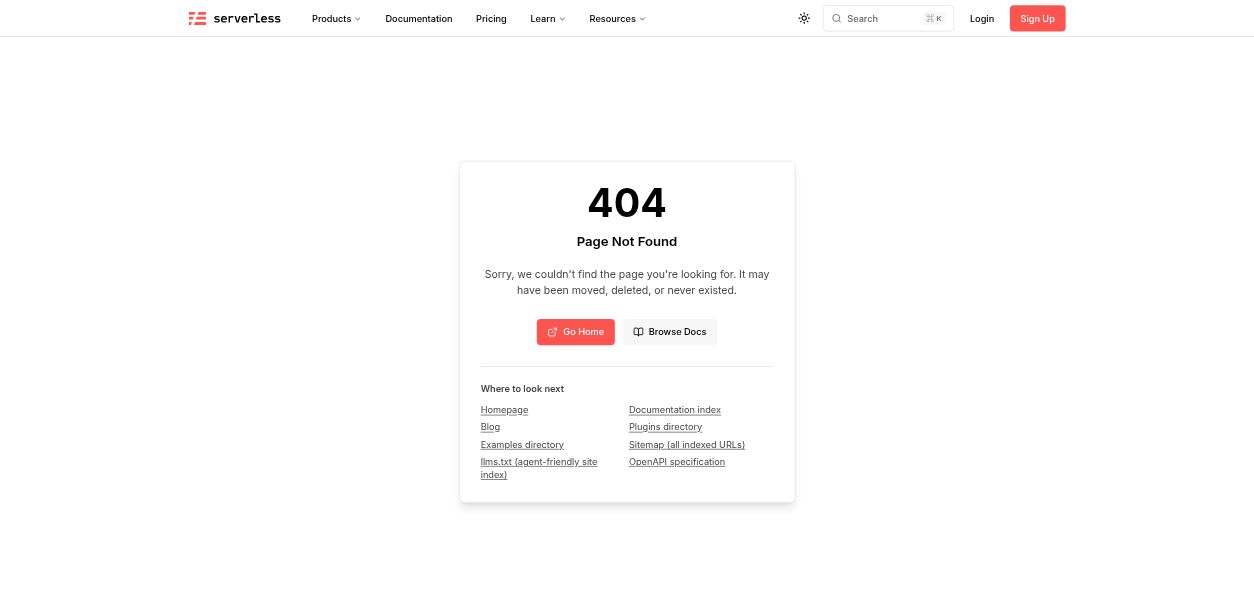 serverless
Products
Documentation
Pricing
Learn
Resources
Search
⌘ K
Login
Sign Up
404
Page Not Found
Sorry, we couldn't find the page you're looking for. It may
have been moved, deleted, or never existed.
Go Home
Browse Docs
Where to look next
Homepage
Documentation index
Blog
Plugins directory
Examples directory
Sitemap (all indexed URLs)
llms.txt (agent-friendly site
index)
OpenAPI specification